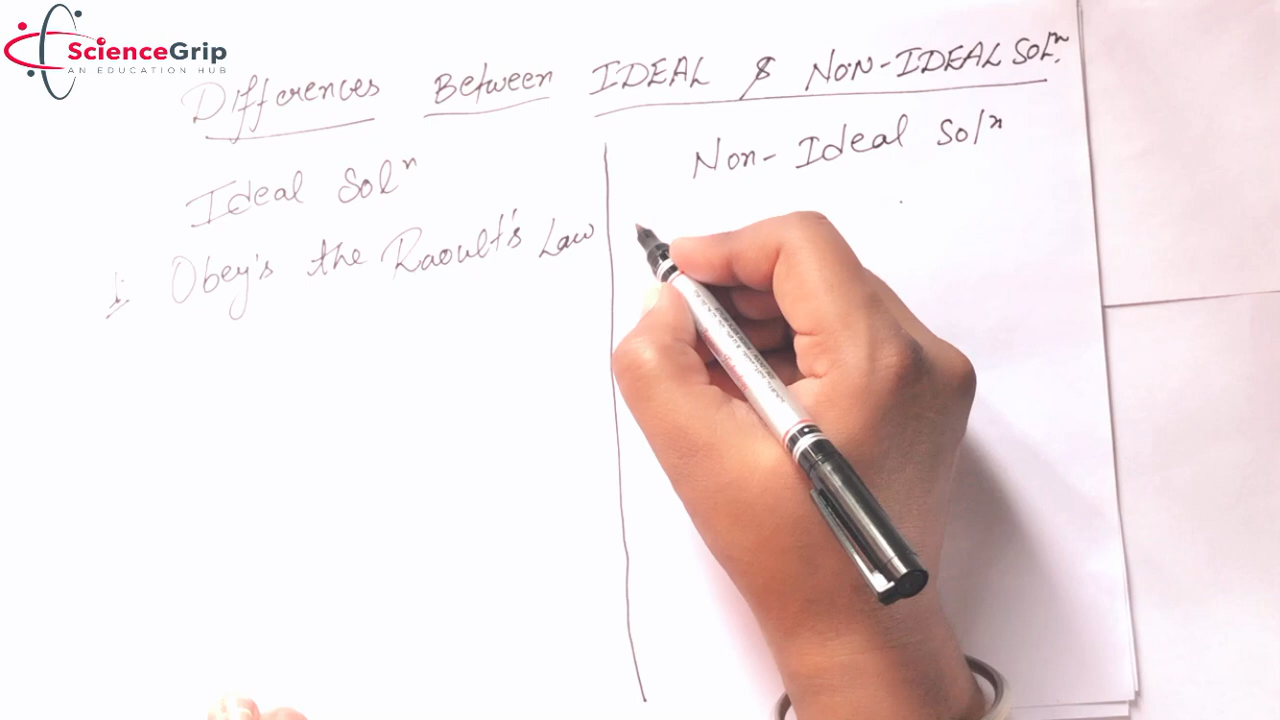 ScienceGrip
AN EDUCATION HUB
Differences Between IDEAL & NON-IDEAL SOLⁿ.
Ideal Solⁿ
Non-Ideal Solⁿ
1. Obey's the Raoult's Law